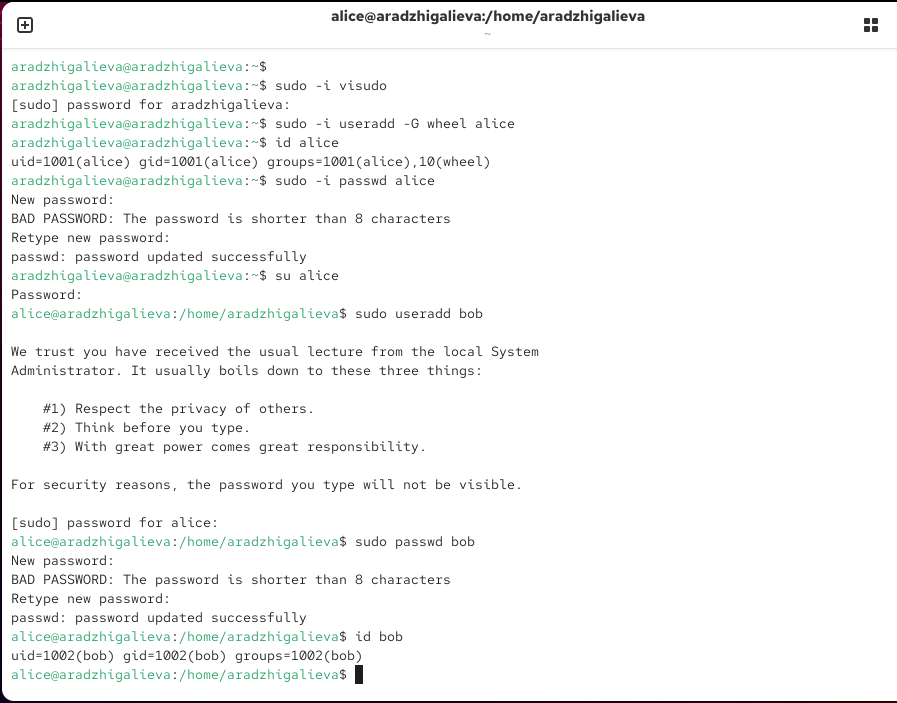 alice@aradzhigalieva:/home/aradzhigalieva
~
aradzhigalieva@aradzhigalieva:~$
aradzhigalieva@aradzhigalieva:~$ sudo -i visudo
[sudo] password for aradzhigalieva:
aradzhigalieva@aradzhigalieva:~$ sudo -i useradd -G wheel alice
aradzhigalieva@aradzhigalieva:~$ id alice
uid=1001(alice) gid=1001(alice) groups=1001(alice),10(wheel)
aradzhigalieva@aradzhigalieva:~$ sudo -i passwd alice
New password:
BAD PASSWORD: The password is shorter than 8 characters
Retype new password:
passwd: password updated successfully
aradzhigalieva@aradzhigalieva:~$ su alice
Password:
alice@aradzhigalieva:/home/aradzhigalieva$ sudo useradd bob
We trust you have received the usual lecture from the local System
Administrator. It usually boils down to these three things:
#1) Respect the privacy of others.
#2) Think before you type.
#3) With great power comes great responsibility.
For security reasons, the password you type will not be visible.
[sudo] password for alice:
alice@aradzhigalieva:/home/aradzhigalieva$ sudo passwd bob
New password:
BAD PASSWORD: The password is shorter than 8 characters
Retype new password:
passwd: password updated successfully
alice@aradzhigalieva:/home/aradzhigalieva$ id bob
uid=1002(bob) gid=1002(bob) groups=1002(bob)
alice@aradzhigalieva:/home/aradzhigalieva$